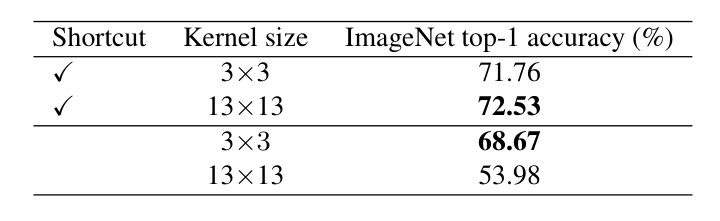 Shortcut Kernel size ImageNet top-1 accuracy (%)
✓ 3×3 71.76
✓ 13×13 72.53
3×3 68.67
13×13 53.98